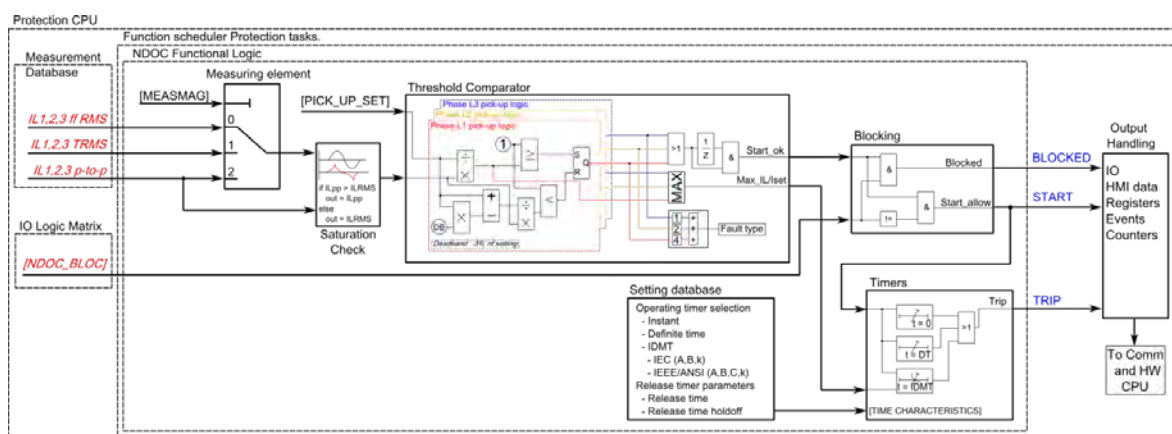 Protection CPU
Function scheduler Protection tasks.
NDOC Functional Logic
Measurement
Database
Measuring element
[MEASMAG]
0
1
2
IL1,2,3 ff RMS
IL1,2,3 TRMS
IL1,2,3 p-to-p
IO Logic Matrix
[NDOC_BLOC]
if ILpp > ILRMS
out = ILpp
else
out = ILRMS
Saturation
Check
[PICK_UP_SET]
Threshold Comparator
Phase L3 pick-up logic
Phase L2 pick-up logic
Phase L1 pick-up logic
1
≥
÷
×
S
Q
R
+
-
÷
×
<
×
Deadband
of setting
>1
1
Z
&
Start_ok
MAX
Max_IL/Iset
1
2
4
+
+
+
Fault type
Blocking
&
Blocked
&
Start_allow
!=
BLOCKED
START
TRIP
Output
Handling
IO
HMI data
Registers
Events
Counters
To Comm
and HW
CPU
Setting database
Operating timer selection
- Instant
- Definite time
- IDMT
- IEC (A,B,k)
- IEEE/ANSI (A,B,C,k)
Release timer parameters
- Release time
- Release time holdoff
Timers
t = 0
t = DT
t = IDMT
>1
Trip
[TIME CHARACTERISTICS]